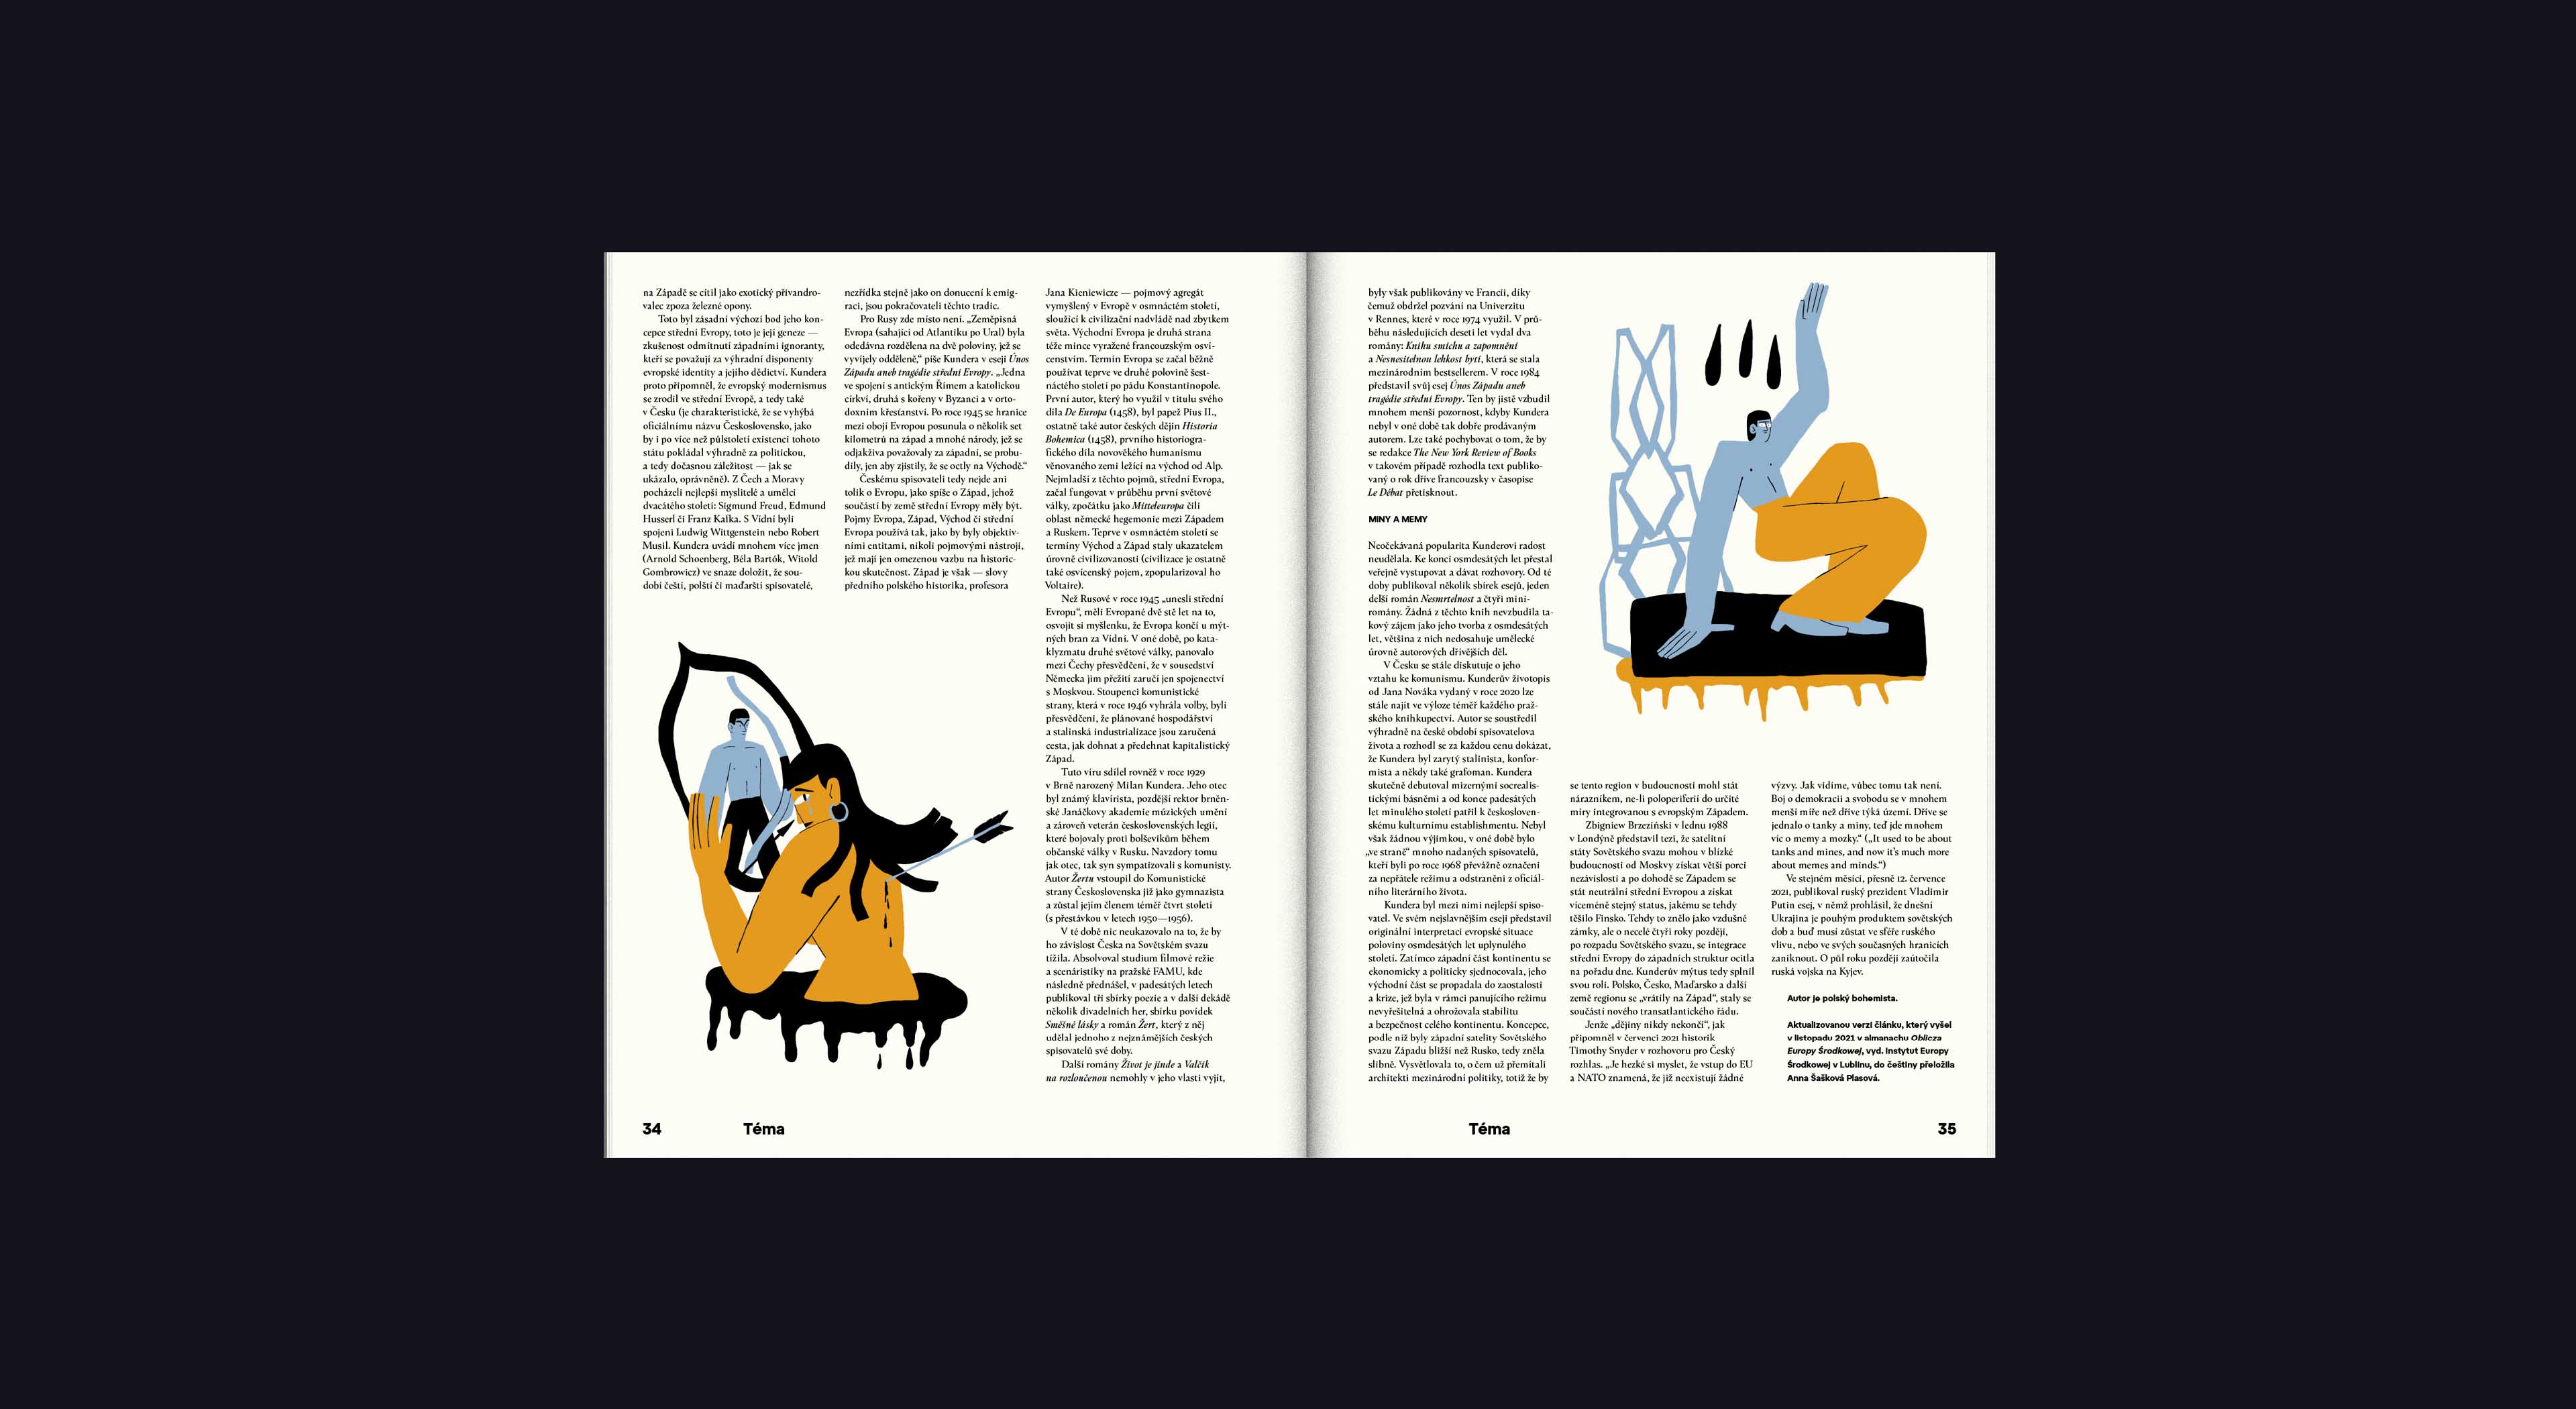 na Západě se cítil jako exotický přivandro-
valec zpoza železné opony.
Toto byl zásadní výchozí bod jeho kon-
cepce střední Evropy, toto je její geneze —
zkušenost odmítnutí západními ignoranty,
kteří se považují za výhradní disponenty
evropské identity a jejího dědictví. Kundera
proto připomněl, že evropský modernismus
se zrodil ve střední Evropě, a tedy také
v Česku (je charakteristické, že se vyhýbá
oficiálnímu názvu Československo, jako
by i po více než půlstoletí existenci tohoto
státu pokládal výhradně za politickou,
a tedy dočasnou záležitost — jak se
ukázalo, oprávněně). Z Čech a Moravy
pocházeli nejlepší myslitelé a umělci
dvacátého století: Sigmund Freud, Edmund
Husserl či Franz Kafka. S Vídní byli
spojeni Ludwig Wittgenstein nebo Robert
Musil. Kundera uvádí mnohem více jmen
(Arnold Schoenberg, Béla Bartók, Witold
Gombrowicz) ve snaze doložit, že sou-
dobí čeští, polští či maďarští spisovatelé,
nezřídka stejně jako on donuceni k emig-
raci, jsou pokračovateli těchto tradic.
Pro Rusy zde místo není. „Zeměpisná
Evropa (sahající od Atlantiku po Ural) byla
odedávna rozdělena na dvě poloviny, jež se
vyvíjely odděleně,“ píše Kundera v eseji Únos
Západu aneb tragédie střední Evropy. „Jedna
ve spojení s antickým Římem a katolickou
církví, druhá s kořeny v Byzanci a v orto-
doxním křesťanství. Po roce 1945 se hranice
mezi obojí Evropou posunula o několik set
kilometrů na západ a mnohé národy, jež se
odjakživa považovaly za západní, se probu-
dily, jen aby zjistily, že se octly na Východě.“
Českému spisovateli tedy nejde ani
tolik o Evropu, jako spíše o Západ, jehož
součástí by země střední Evropy měly být.
Pojmy Evropa, Západ, Východ či střední
Evropa používá tak, jako by byly objektiv-
ními entitami, nikoli pojmovými nástroji,
jež mají jen omezenou vazbu na historic-
kou skutečnost. Západ je však — slovy
předního polského historika, profesora
Jana Kieniewicze — pojmový agregát
vymyšlený v Evropě v osmnáctém století,
sloužící k civilizační nadvládě nad zbytkem
světa. Východní Evropa je druhá strana
téže mince vyražené francouzským osví-
censtvím. Termín Evropa se začal běžně
používat teprve ve druhé polovině šest-
náctého století po pádu Konstantinopole.
První autor, který ho využil v titulu svého
díla De Europa (1458), byl papež Pius II.,
ostatně také autor českých dějin Historia
Bohemica (1458), prvního historiogra-
fického díla novověkého humanismu
věnovaného zemi ležící na východ od Alp.
Nejmladší z těchto pojmů, střední Evropa,
začal fungovat v průběhu první světové
války, zpočátku jako Mitteleuropa čili
oblast německé hegemonie mezi Západem
a Ruskem. Teprve v osmnáctém století se
termíny Východ a Západ staly ukazatelem
úrovně civilizovanosti (civilizace je ostatně
také osvícenský pojem, zpopularizoval ho
Voltaire).
Než Rusové v roce 1945 „unesli střední
Evropu“, měli Evropané dvě stě let na to,
osvojit si myšlenku, že Evropa končí u mýt-
ných bran za Vídní. V oné době, po kata-
klyzmatu druhé světové války, panovalo
mezi Čechy přesvědčení, že v sousedství
Německa jim přežití zaručí jen spojenectví
s Moskvou. Stoupenci komunistické
strany, která v roce 1946 vyhrála volby, byli
přesvědčeni, že plánované hospodářství
a stalinská industrializace jsou zaručená
cesta, jak dohnat a předehnat kapitalistický
Západ.
Tuto víru sdílel rovněž v roce 1929
v Brně narozený Milan Kundera. Jeho otec
byl známý klavírista, pozdější rektor brněn-
ské Janáčkovy akademie múzických umění
a zároveň veterán československých legií,
které bojovaly proti bolševikům během
občanské války v Rusku. Navzdory tomu
jak otec, tak syn sympatizovali s komunisty.
Autor Žertu vstoupil do Komunistické
strany Československa již jako gymnazista
a zůstal jejím členem téměř čtvrt století
(s přestávkou v letech 1950—1956).
V té době nic neukazovalo na to, že by
ho závislost Česka na Sovětském svazu
tížila. Absolvoval studium filmové režie
a scenáristiky na pražské FAMU, kde
následně přednášel, v padesátých letech
publikoval tři sbírky poezie a v další dekádě
několik divadelních her, sbírku povídek
Směšné lásky a román Žert, který z něj
udělal jednoho z nejznámějších českých
spisovatelů své doby.
Další romány Život je jinde a Valčík
na rozloučenou nemohly v jeho vlasti vyjít,
34
Téma
byly však publikovány ve Francii, díky
čemuž obdržel pozvání na Univerzitu
v Rennes, které v roce 1974 využil. V prů-
běhu následujících deseti let vydal dva
romány: Knihu smíchu a zapomnění
a Nesnesitelnou lehkost bytí, která se stala
mezinárodním bestsellerem. V roce 1984
představil svůj esej Únos Západu aneb
tragédie střední Evropy. Ten by jistě vzbudil
mnohem menší pozornost, kdyby Kundera
nebyl v oné době tak dobře prodávaným
autorem. Lze také pochybovat o tom, že by
se redakce The New York Review of Books
v takovém případě rozhodla text publiko-
vaný o rok dříve francouzsky v časopise
Le Débat přetisknout.
MINY A MEMY
Neočekávaná popularita Kunderovi radost
neudělala. Ke konci osmdesátých let přestal
veřejně vystupovat a dávat rozhovory. Od té
doby publikoval několik sbírek esejů, jeden
delší román Nesmrtelnost a čtyři mini-
romány. Žádná z těchto knih nevzbudila ta-
kový zájem jako jeho tvorba z osmdesátých
let, většina z nich nedosahuje umělecké
úrovně autorových dřívějších děl.
V Česku se stále diskutuje o jeho
vztahu ke komunismu. Kunderův životopis
od Jana Nováka vydaný v roce 2020 lze
stále najít ve výloze téměř každého praž-
ského knihkupectví. Autor se soustředil
výhradně na české období spisovatelova
života a rozhodl se za každou cenu dokázat,
že Kundera byl zarytý stalinista, konfor-
mista a někdy také grafoman. Kundera
skutečně debutoval mizernými socrealis-
tickými básněmi a od konce padesátých
let minulého století patřil k českosloven-
skému kulturnímu establishmentu. Nebyl
však žádnou výjimkou, v oné době bylo
„ve straně“ mnoho nadaných spisovatelů,
kteří byli po roce 1968 převážně označeni
za nepřátele režimu a odstraněni z oficiál-
ního literárního života.
Kundera byl mezi nimi nejlepší spiso-
vatel. Ve svém nejslavnějším eseji představil
originální interpretaci evropské situace
poloviny osmdesátých let uplynulého
století. Zatímco západní část kontinentu se
ekonomicky a politicky sjednocovala, jeho
východní část se propadala do zaostalosti
a krize, jež byla v rámci panujícího režimu
nevyřešitelná a ohrožovala stabilitu
a bezpečnost celého kontinentu. Koncepce,
podle níž byly západní satelity Sovětského
svazu Západu bližší než Rusko, tedy zněla
slibně. Vysvětlovala to, o čem už přemítali
architekti mezinárodní politiky, totiž že by
se tento region v budoucnosti mohl stát
nárazníkem, ne-li poloperiferií do určité
míry integrovanou s evropským Západem.
Zbigniew Brzeziński v lednu 1988
v Londýně představil tezi, že satelitní
státy Sovětského svazu mohou v blízké
budoucnosti od Moskvy získat větší porci
nezávislosti a po dohodě se Západem se
stát neutrální střední Evropou a získat
víceméně stejný status, jakému se tehdy
těšilo Finsko. Tehdy to znělo jako vzdušné
zámky, ale o necelé čtyři roky později,
po rozpadu Sovětského svazu, se integrace
střední Evropy do západních struktur ocitla
na pořadu dne. Kunderův mýtus tedy splnil
svou roli. Polsko, Česko, Maďarsko a další
země regionu se „vrátily na Západ“, staly se
součástí nového transatlantického řádu.
Jenže „dějiny nikdy nekončí“, jak
připomněl v červenci 2021 historik
Timothy Snyder v rozhovoru pro Český
rozhlas. „Je hezké si myslet, že vstup do EU
a NATO znamená, že již neexistují žádné
výzvy. Jak vidíme, vůbec tomu tak není.
Boj o demokracii a svobodu se v mnohem
menší míře než dříve týká území. Dříve se
jednalo o tanky a miny, teď jde mnohem
víc o memy a mozky.“ („It used to be about
tanks and mines, and now it’s much more
about memes and minds.“)
Ve stejném měsíci, přesně 12. července
2021, publikoval ruský prezident Vladimir
Putin esej, v němž prohlásil, že dnešní
Ukrajina je pouhým produktem sovětských
dob a buď musí zůstat ve sféře ruského
vlivu, nebo ve svých současných hranicích
zaniknout. O půl roku později zaútočila
ruská vojska na Kyjev.
Autor je polský bohemista.
Aktualizovanou verzi článku, který vyšel
v listopadu 2021 v almanachu Oblicza
Europy Środkowej, vyd. Instytut Europy
Środkowej v Lublinu, do češtiny přeložila
Anna Šašková Plasová.
Téma
35